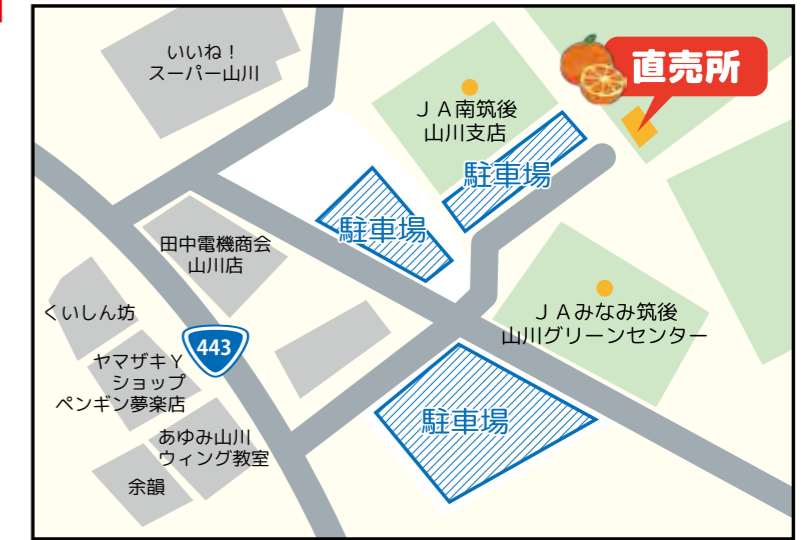 いいね！
スーパー山川
直売所
ＪＡ南筑後
山川支店
駐車場
駐車場
田中電機商会
山川店
くいしん坊
443
ヤマザキＹ
ショップ
ペンギン夢楽店
ＪＡみなみ筑後
山川グリーンセンター
駐車場
あゆみ山川
ウィング教室
余韻